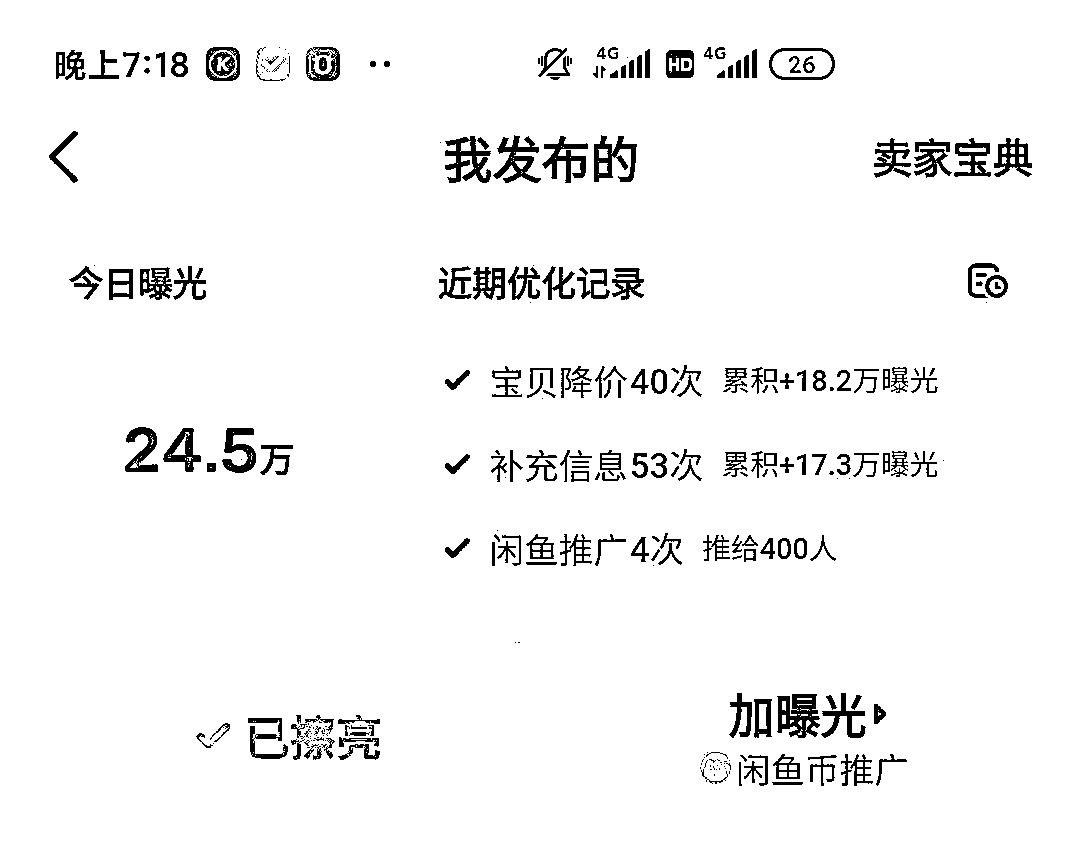 晚上7:18 4G HD 4G 26
我发布的 卖家宝典
今日曝光 近期优化记录
宝贝降价40次 累积+18.2万曝光
24.5万
补充信息53次 累积+17.3万曝光
闲鱼推广4次 推给400人
已擦亮
加曝光
闲鱼币推广